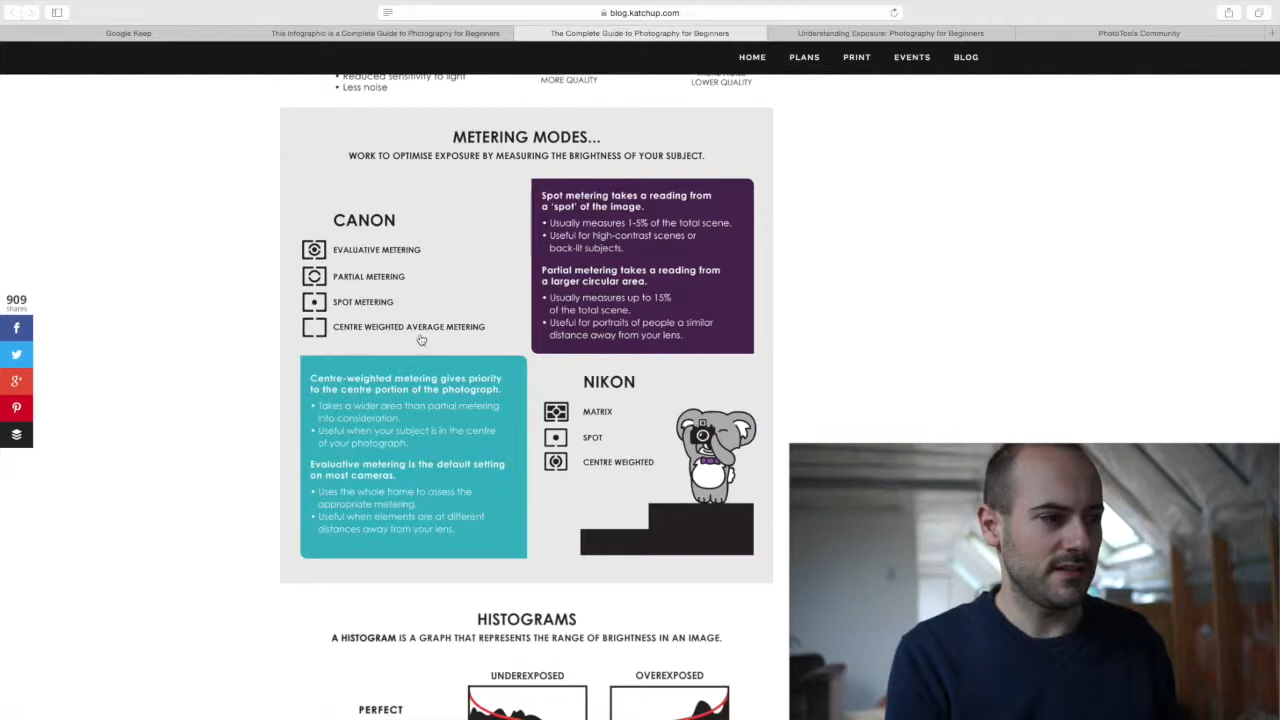 blog.katchup.com
Google Keep
This Infographic is a Complete Guide to Photography for Beginners
The Complete Guide to Photography for Beginners
Understanding Exposure: Photography for Beginners
PhotoTools Community
HOME
PLANS
PRINT
EVENTS
BLOG
• Reduced sensitivity to light
• Less noise
MORE QUALITY
LOWER QUALITY
METERING MODES...
WORK TO OPTIMISE EXPOSURE BY MEASURING THE BRIGHTNESS OF YOUR SUBJECT.
CANON
EVALUATIVE METERING
PARTIAL METERING
SPOT METERING
CENTRE WEIGHTED AVERAGE METERING
Spot metering takes a reading from
a ‘spot’ of the image.
• Usually measures 1-5% of the total scene.
• Useful for high-contrast scenes or
back-lit subjects.
Partial metering takes a reading from
a larger circular area.
• Usually measures up to 15%
of the total scene.
• Useful for portraits of people a similar
distance away from your lens.
909
shares
Centre-weighted metering gives priority
to the centre portion of the photograph.
• Takes a wider area than partial metering
into consideration.
• Useful when your subject is in the centre
of your photograph.
Evaluative metering is the default setting
on most cameras.
• Uses the whole frame to assess the
appropriate metering.
• Useful when elements are at different
distances away from your lens.
NIKON
MATRIX
SPOT
CENTRE WEIGHTED
HISTOGRAMS
A HISTOGRAM IS A GRAPH THAT REPRESENTS THE RANGE OF BRIGHTNESS IN AN IMAGE.
UNDEREXPOSED
OVEREXPOSED
PERFECT